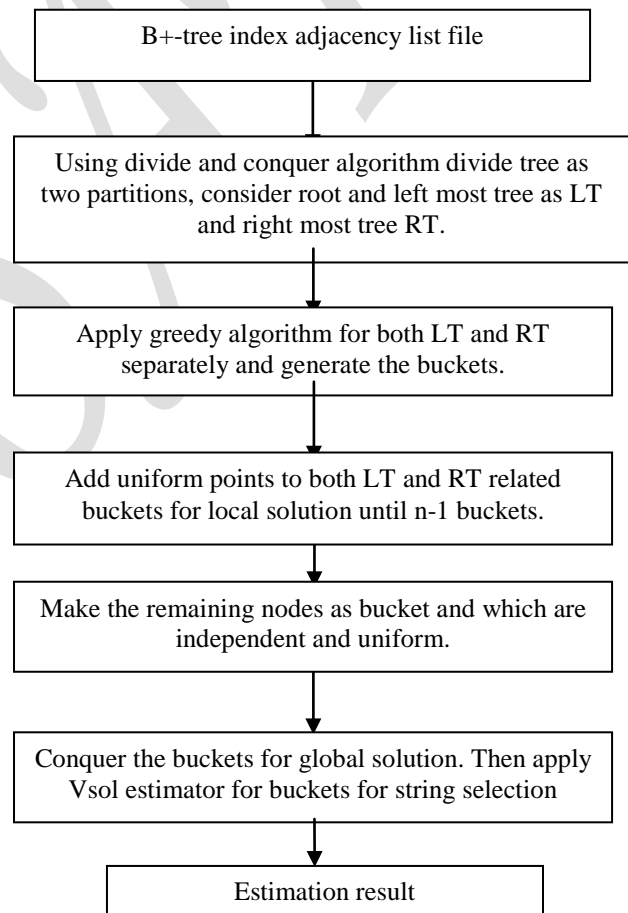 B+-tree index adjacency list file
Using divide and conquer algorithm divide tree as
two partitions, consider root and left most tree as LT
and right most tree RT.
Apply greedy algorithm for both LT and RT
separately and generate the buckets.
Add uniform points to both LT and RT related
buckets for local solution until n-1 buckets.
Make the remaining nodes as bucket and which are
independent and uniform.
Conquer the buckets for global solution. Then apply
Vsol estimator for buckets for string selection
Estimation result